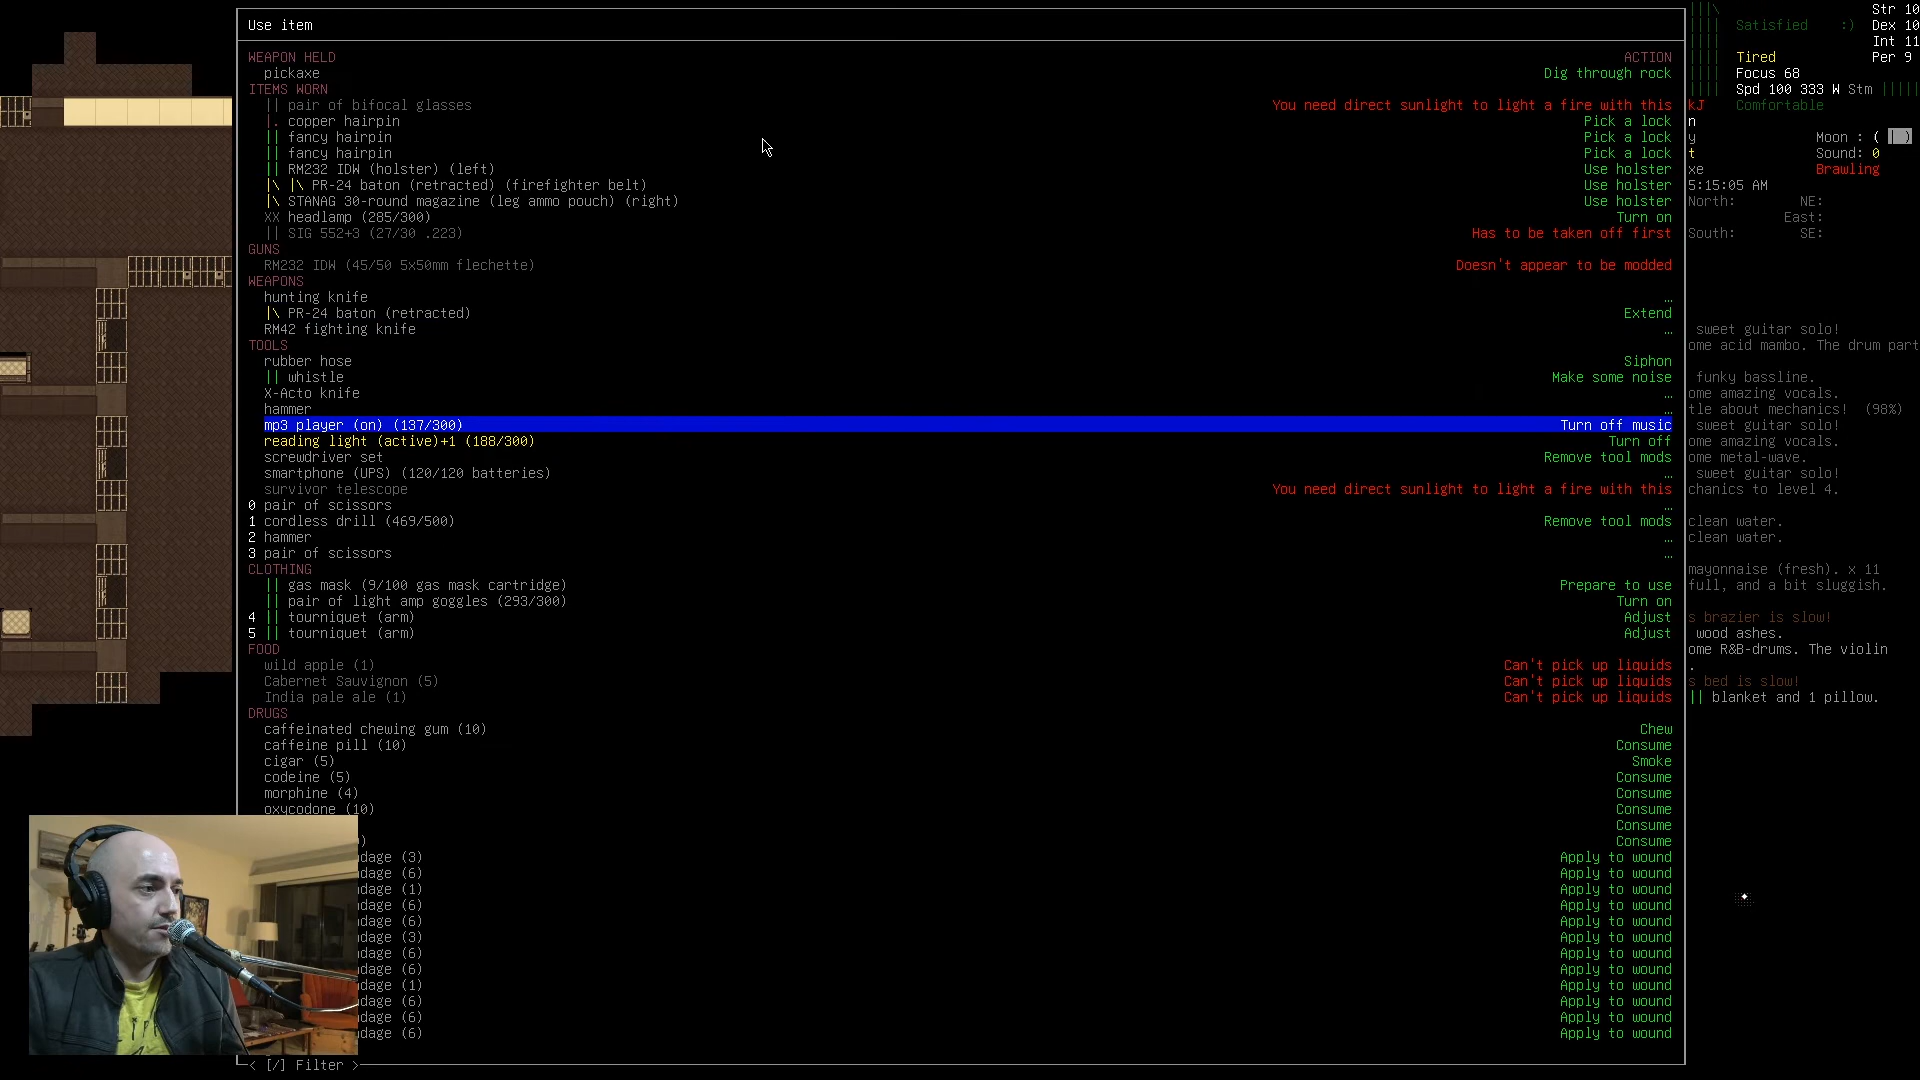 Use item
WEAPON HELD ACTION
pickaxe Dig through rock
ITEMS WORN
|| pair of bifocal glasses You need direct sunlight to light a fire with this
|. copper hairpin Pick a lock
|| fancy hairpin Pick a lock
|| fancy hairpin Pick a lock
|| RM232 IDW (holster) (left) Use holster
|\ |\ PR-24 baton (retracted) (firefighter belt) Use holster
|\ STANAG 30-round magazine (leg ammo pouch) (right) Use holster
XX headlamp (285/300) Turn on
|| SIG 552+3 (27/30 .223) Has to be taken off first
GUNS
RM232 IDW (45/50 5x50mm flechette) Doesn't appear to be modded
WEAPONS
hunting knife …
|\ PR-24 baton (retracted) Extend
RM42 fighting knife …
TOOLS
rubber hose Siphon
|| whistle Make some noise
X-Acto knife …
hammer …
mp3 player (on) (137/300) Turn off music
reading light (active)+1 (188/300) Turn off
screwdriver set Remove tool mods
smartphone (UPS) (120/120 batteries) …
survivor telescope You need direct sunlight to light a fire with this
0 pair of scissors …
1 cordless drill (469/500) Remove tool mods
2 hammer …
3 pair of scissors …
CLOTHING
|| gas mask (9/100 gas mask cartridge) Prepare to use
|| pair of light amp goggles (293/300) Turn on
4 || tourniquet (arm) Adjust
5 || tourniquet (arm) Adjust
FOOD
wild apple (1) Can't pick up liquids
Cabernet Sauvignon (5) Can't pick up liquids
India pale ale (1) Can't pick up liquids
DRUGS
caffeinated chewing gum (10) Chew
caffeine pill (10) Consume
cigar (5) Smoke
codeine (5) Consume
morphine (4) Consume
oxycodone (10) Consume
Consume
) Consume
dage (3) Apply to wound
dage (6) Apply to wound
dage (1) Apply to wound
dage (6) Apply to wound
dage (6) Apply to wound
dage (3) Apply to wound
dage (6) Apply to wound
dage (6) Apply to wound
dage (1) Apply to wound
dage (6) Apply to wound
dage (6) Apply to wound
dage (6) Apply to wound
< [/] Filter >
|||\ Str 10
|||| Satisfied :) Dex 10
|||| Int 11
|||| Tired Per 9
|||| Focus 68
|||| Spd 100 333 W Stm |||||
kJ Comfortable
n
y Moon : ( | )
t Sound: 0
xe Brawling
5:15:05 AM
North: NE:
East:
South: SE:
sweet guitar solo!
ome acid mambo. The drum part
funky bassline.
ome amazing vocals.
tle about mechanics! (98%)
sweet guitar solo!
ome amazing vocals.
ome metal-wave.
sweet guitar solo!
chanics to level 4.
clean water.
clean water.
mayonnaise (fresh). x 11
full, and a bit sluggish.
s brazier is slow!
wood ashes.
ome R&B-drums. The violin
.
s bed is slow!
|| blanket and 1 pillow.